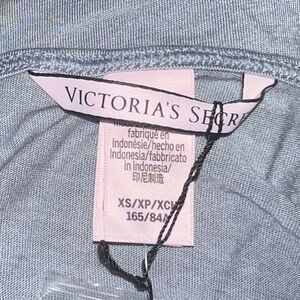 VICTORIA'S SECR
fabriqué en
Indonésie/hecho en
Indonesia/fabbricato
in Indonesia/
印尼制造
XS/XP/XCH
165/84A